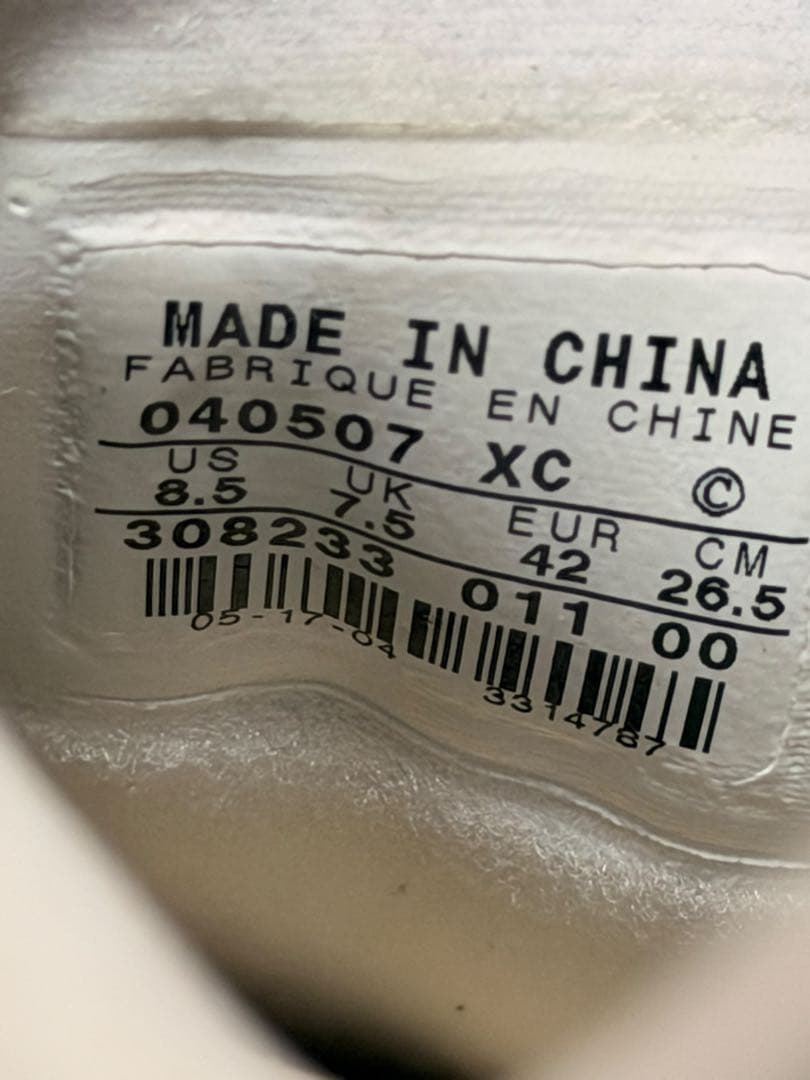 MADE IN CHINA
FABRIQUE EN CHINE
040507 XC ©
US UK EUR CM
8.5 7.5 42 26.5
308233 011 00
05-17-04 3314787